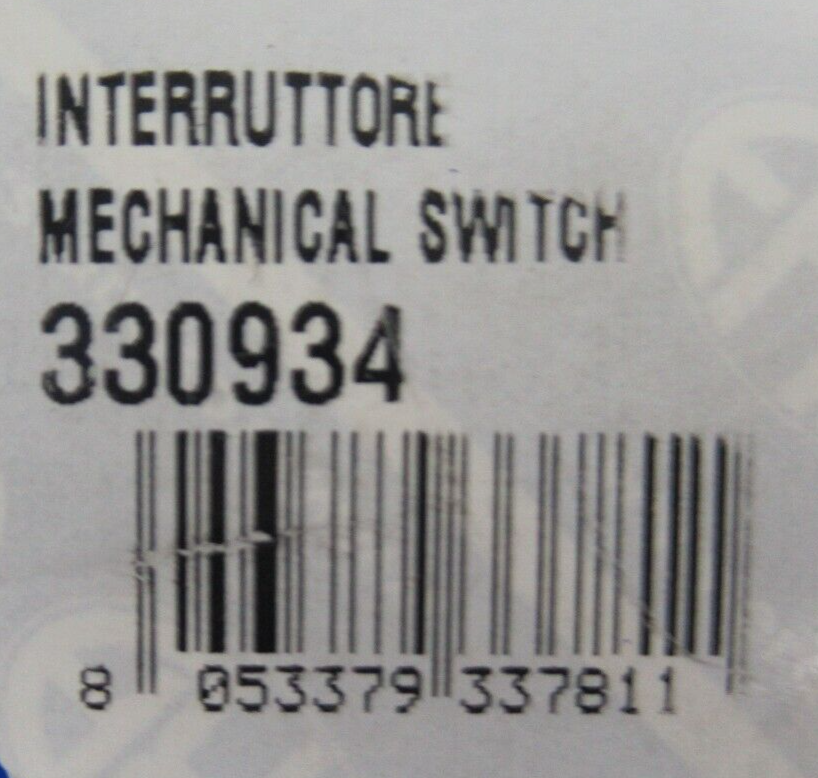 INTERRUTTORE
MECHANICAL SWITCH
330934
8 053379 337811